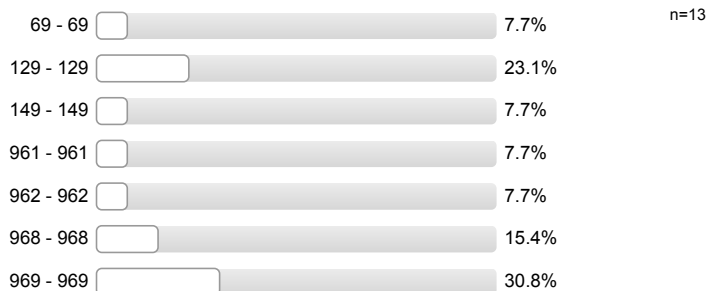 n=13
69 - 69 7.7%
129 - 129 23.1%
149 - 149 7.7%
961 - 961 7.7%
962 - 962 7.7%
968 - 968 15.4%
969 - 969 30.8%